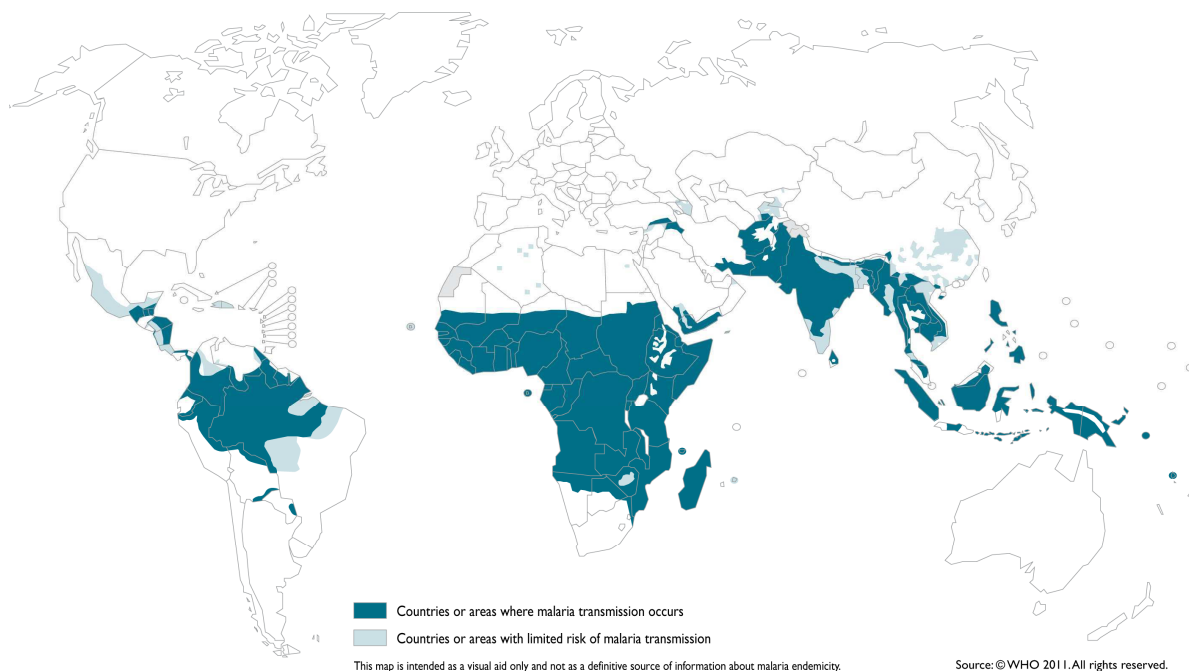 Countries or areas where malaria transmission occurs
Countries or areas with limited risk of malaria transmission
This map is intended as a visual aid only and not as a definitive source of information about malaria endemicity.
Source: © WHO 2011. All rights reserved.